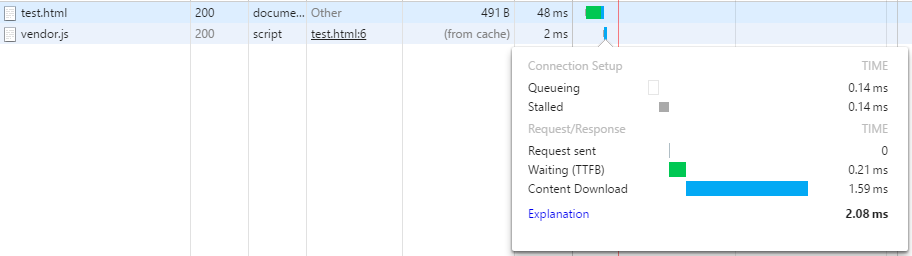 test.html 200 docume... Other 491 B 48 ms
vendor.js 200 script test.html:6 (from cache) 2 ms
Connection Setup TIME
Queueing 0.14 ms
Stalled 0.14 ms
Request/Response TIME
Request sent 0
Waiting (TTFB) 0.21 ms
Content Download 1.59 ms
Explanation 2.08 ms